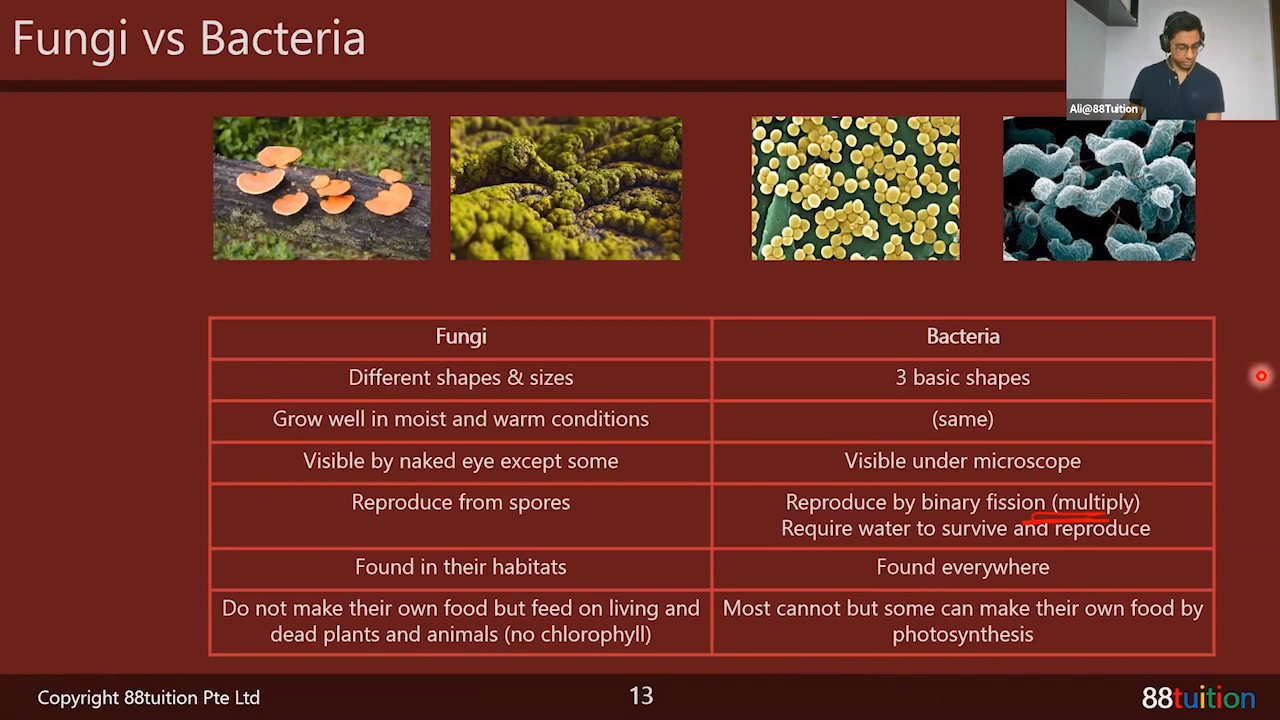 Fungi vs Bacteria
Ali@88Tuition
Fungi
Bacteria
Different shapes & sizes
3 basic shapes
Grow well in moist and warm conditions
(same)
Visible by naked eye except some
Visible under microscope
Reproduce from spores
Reproduce by binary fission (multiply)
Require water to survive and reproduce
Found in their habitats
Found everywhere
Do not make their own food but feed on living and
dead plants and animals (no chlorophyll)
Most cannot but some can make their own food by
photosynthesis
Copyright 88tuition Pte Ltd
13
88tuition